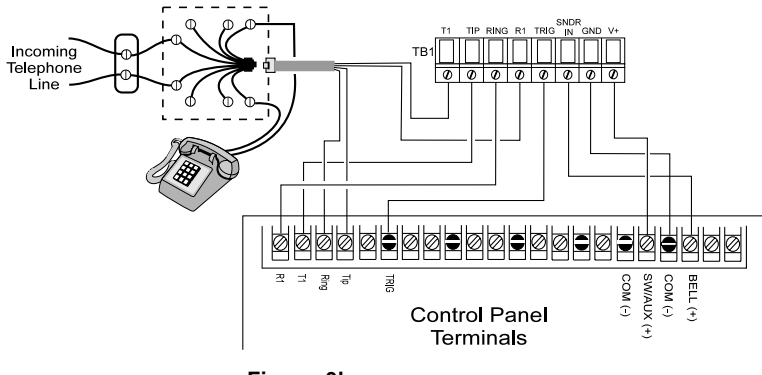 T1 TIP RING R1 TRIG SNDR IN GND V+
TB1
Incoming
Telephone
Line
R1 T1 Ring Tip TRIG COM (-) SW/AUX (+) COM (-) BELL (+)
Control Panel
Terminals